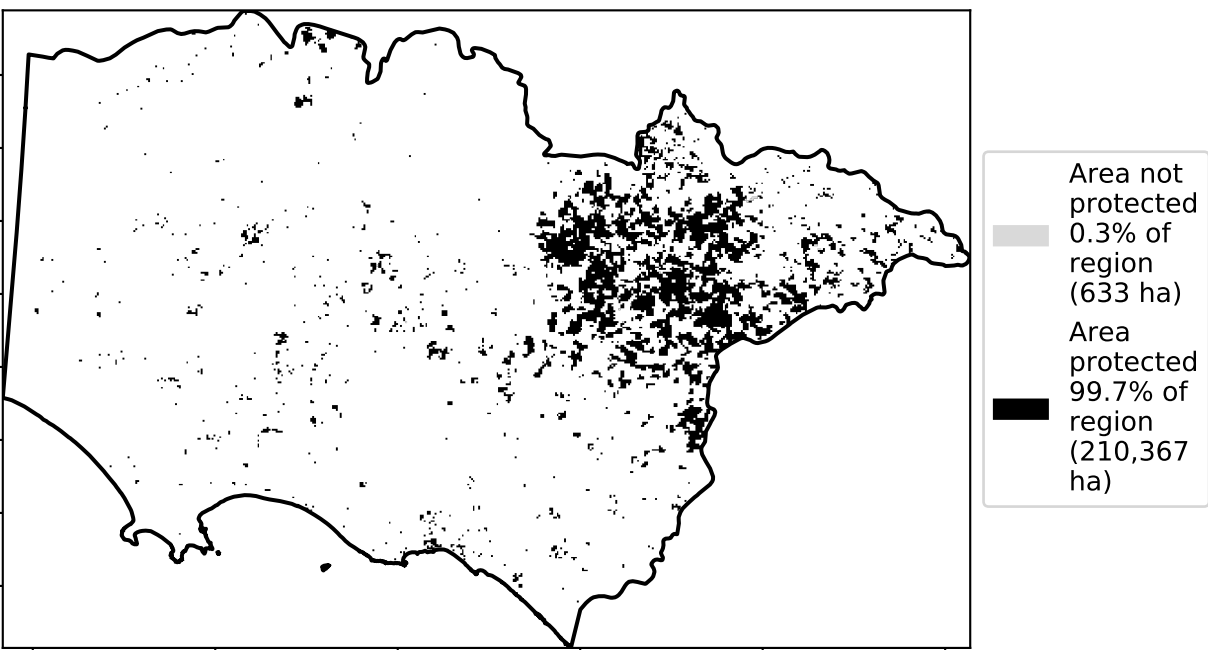 Area not
protected
0.3% of
region
(633 ha)
Area
protected
99.7% of
region
(210,367
ha)